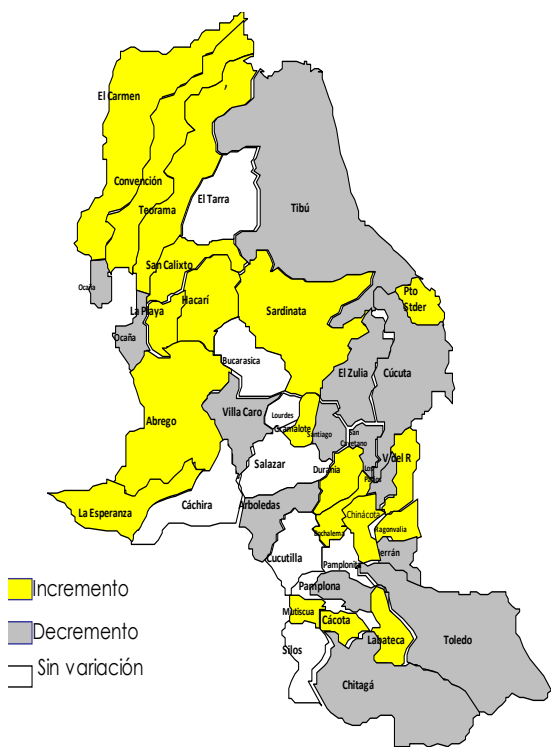 El Carmen
,
Convención
El Tarra
Teorama
Tibú
San Calixto
Ocaña
Hacarí
Pto
Stder
La Playa
Sardinata
Ocaña
Bucarasica
El Zulia
Cúcuta
Abrego
Villa Caro
Lourdes
Gramalote
Santiago
San
Cayetano
Salazar
Durania
Los
Patios
V del R
La Esperanza
Cáchira
Arboledas
Chinácota
Bochalema
Ragonvalia
Cucutilla
Pamplonita
Herrán
Incremento
Pamplona
Mutiscua
Cácota
Decremento
Labateca
Toledo
Silos
Sin variación
Chitagá